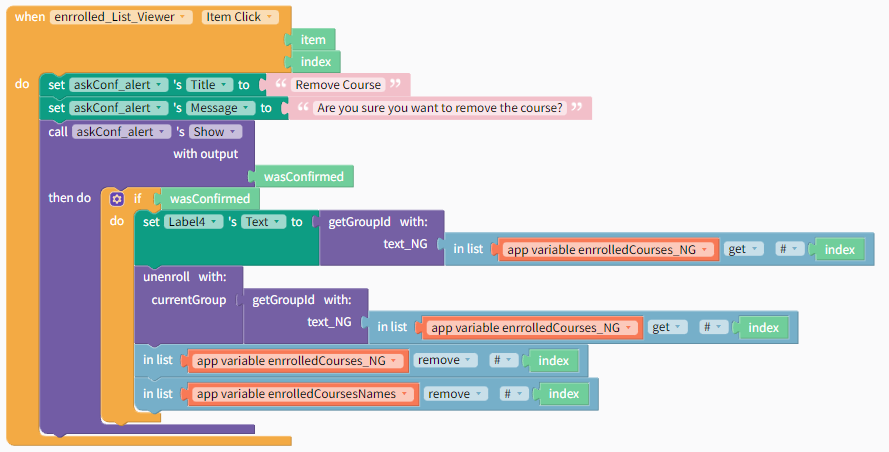 when enrrolled_List_Viewer Item Click
item
index
do set askConf_alert 's Title to “ Remove Course ”
set askConf_alert 's Message to “ Are you sure you want to remove the course? ”
call askConf_alert 's Show
with output
wasConfirmed
then do if wasConfirmed
do set Label4 's Text to getGroupId with:
text_NG in list app variable enrrolledCourses_NG get # index
unenroll with:
currentGroup getGroupId with:
text_NG in list app variable enrrolledCourses_NG get # index
in list app variable enrrolledCourses_NG remove # index
in list app variable enrrolledCoursesNames remove # index